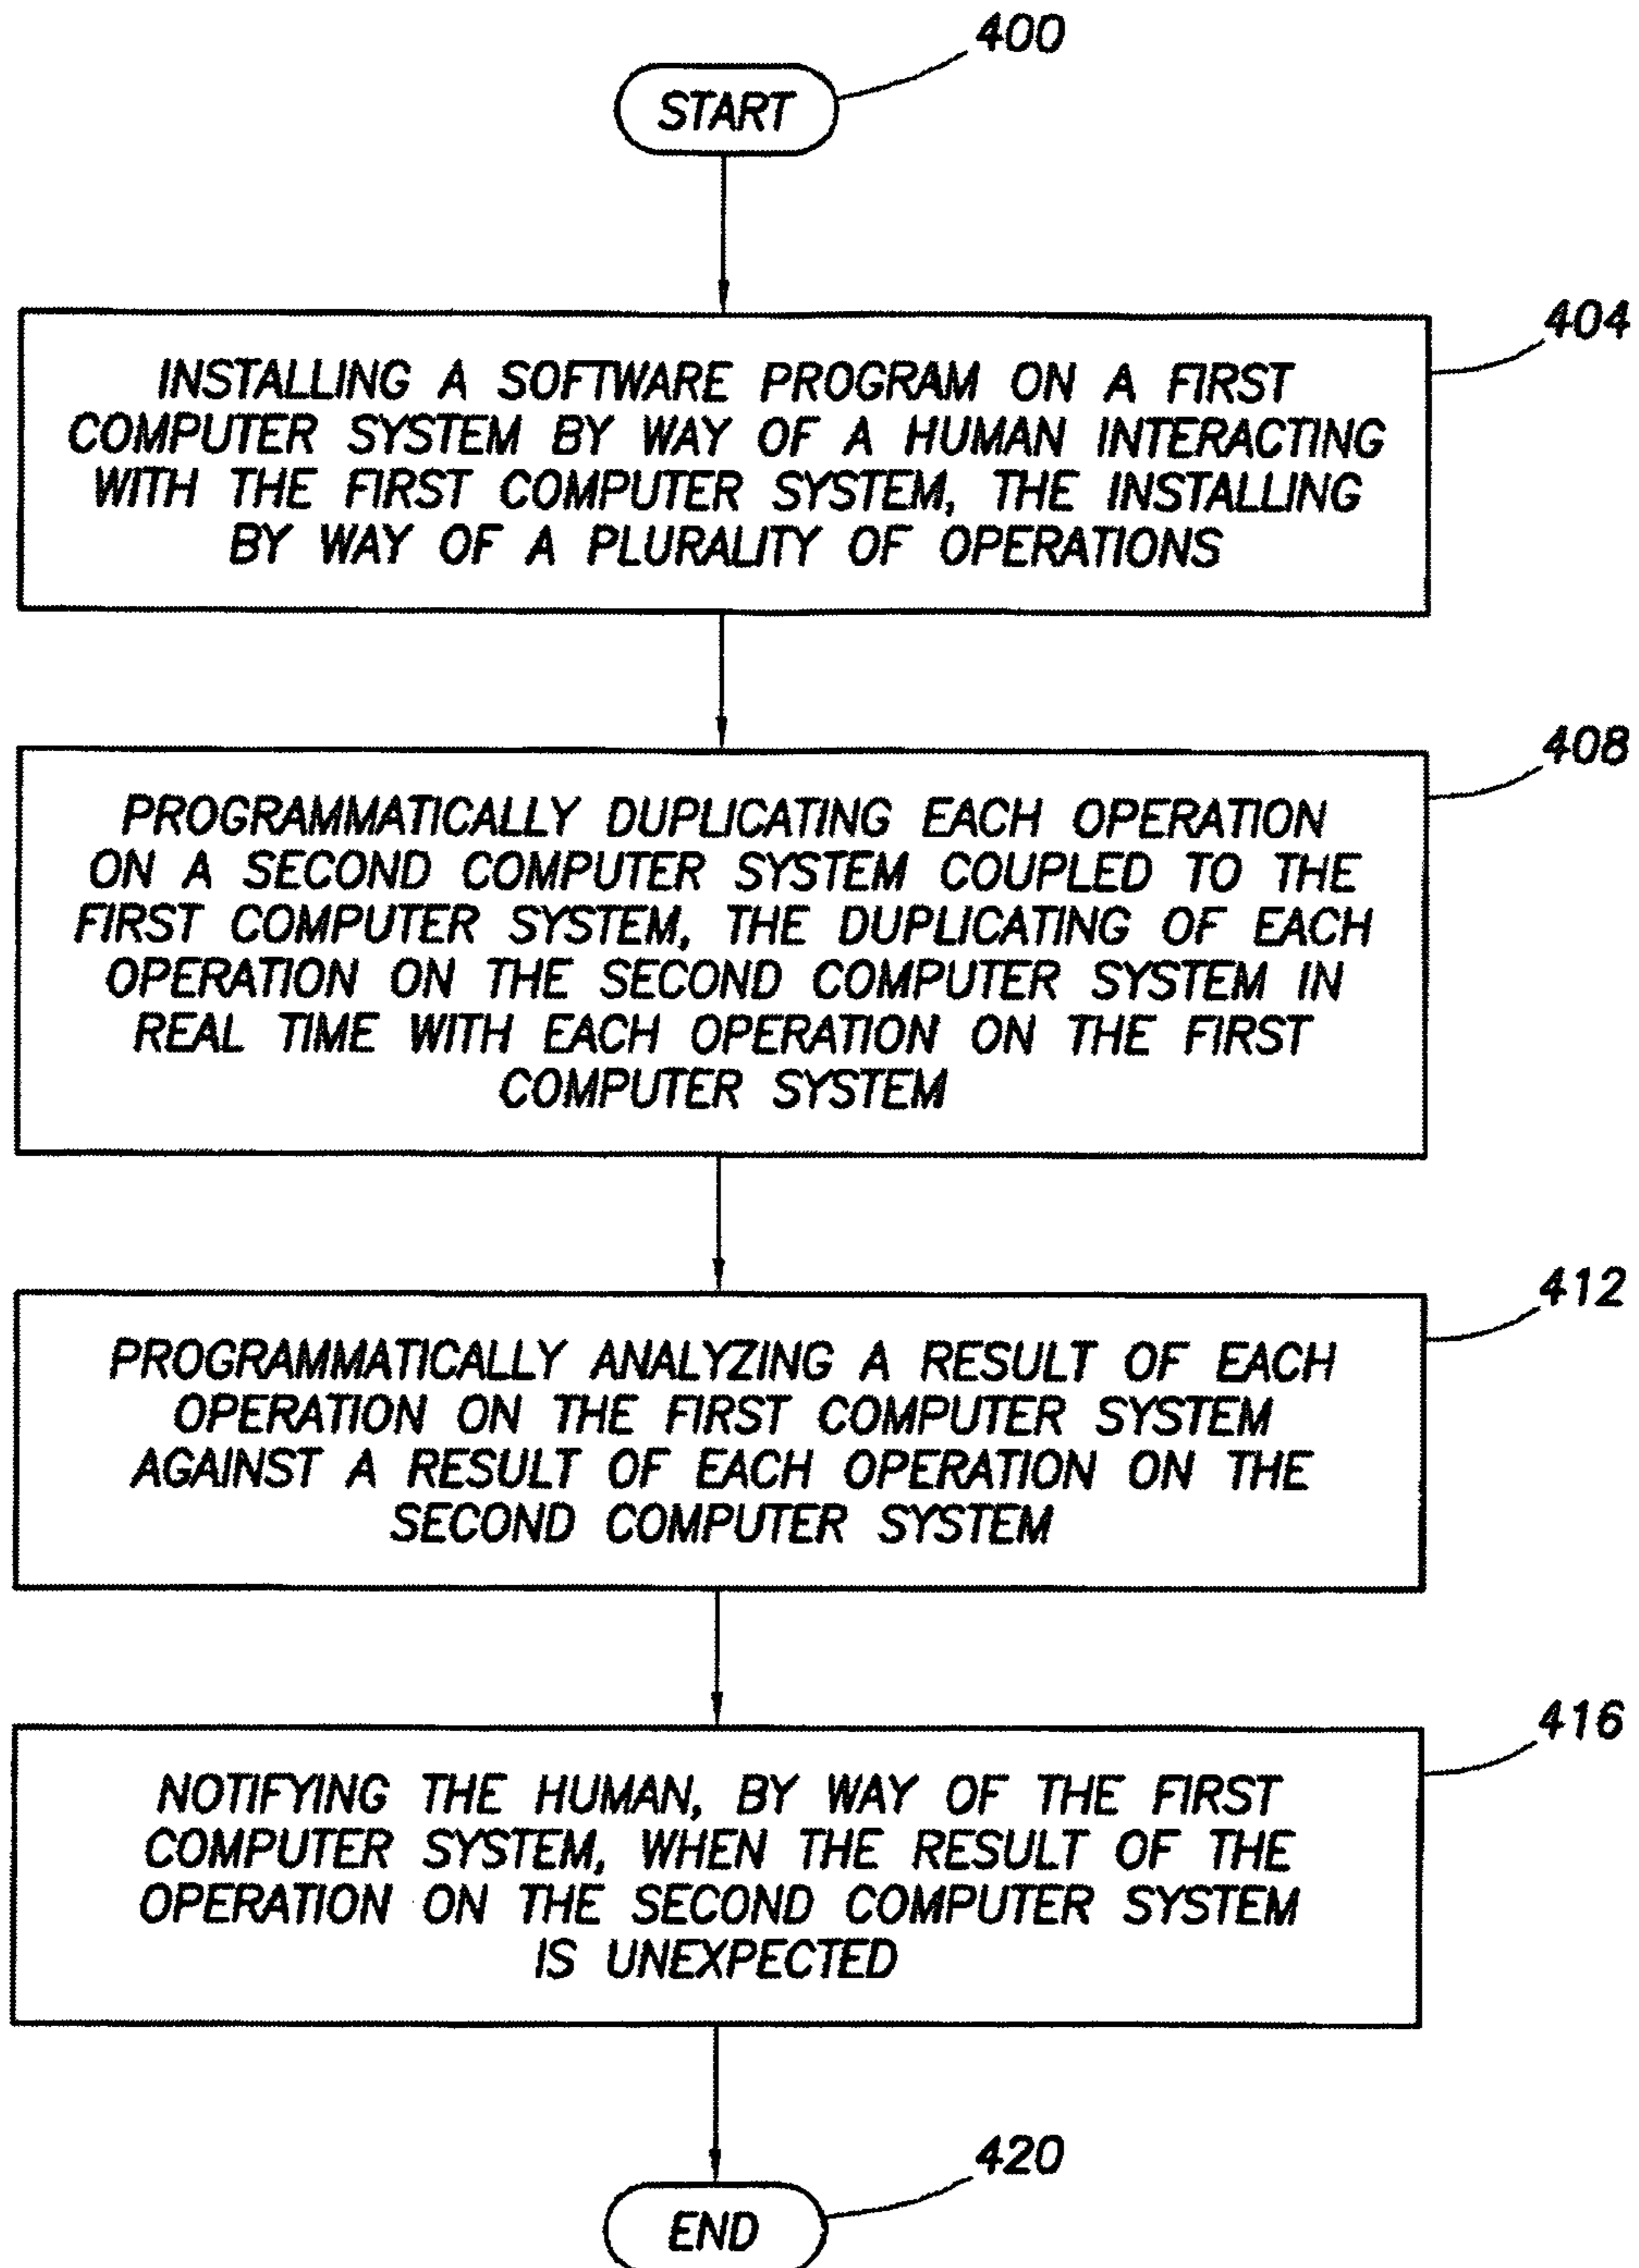 400
START
404
INSTALLING A SOFTWARE PROGRAM ON A FIRST
COMPUTER SYSTEM BY WAY OF A HUMAN INTERACTING
WITH THE FIRST COMPUTER SYSTEM, THE INSTALLING
BY WAY OF A PLURALITY OF OPERATIONS
408
PROGRAMMATICALLY DUPLICATING EACH OPERATION
ON A SECOND COMPUTER SYSTEM COUPLED TO THE
FIRST COMPUTER SYSTEM, THE DUPLICATING OF EACH
OPERATION ON THE SECOND COMPUTER SYSTEM IN
REAL TIME WITH EACH OPERATION ON THE FIRST
COMPUTER SYSTEM
412
PROGRAMMATICALLY ANALYZING A RESULT OF EACH
OPERATION ON THE FIRST COMPUTER SYSTEM
AGAINST A RESULT OF EACH OPERATION ON THE
SECOND COMPUTER SYSTEM
416
NOTIFYING THE HUMAN, BY WAY OF THE FIRST
COMPUTER SYSTEM, WHEN THE RESULT OF THE
OPERATION ON THE SECOND COMPUTER SYSTEM
IS UNEXPECTED
420
END